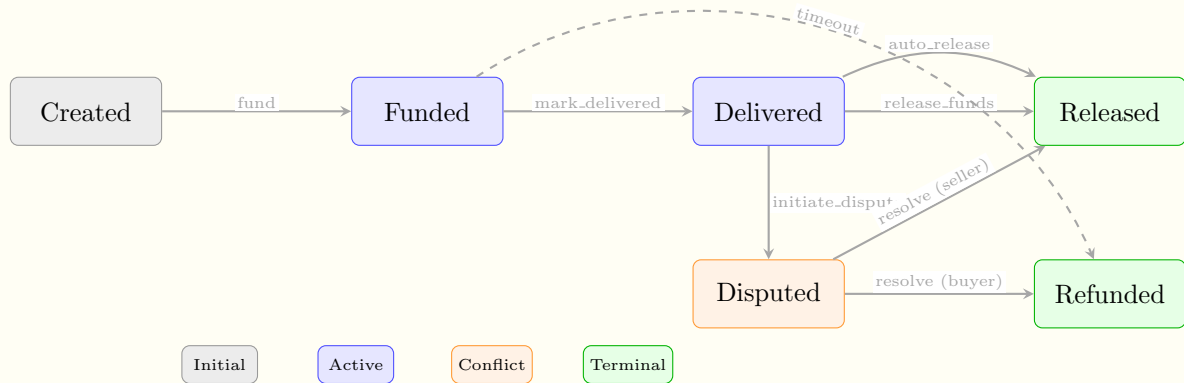 timeout
auto_release
Created
fund
Funded
mark_delivered
Delivered
release_funds
Released
initiate_disput
resolve (seller)
Disputed
resolve (buyer)
Refunded
Initial
Active
Conflict
Terminal